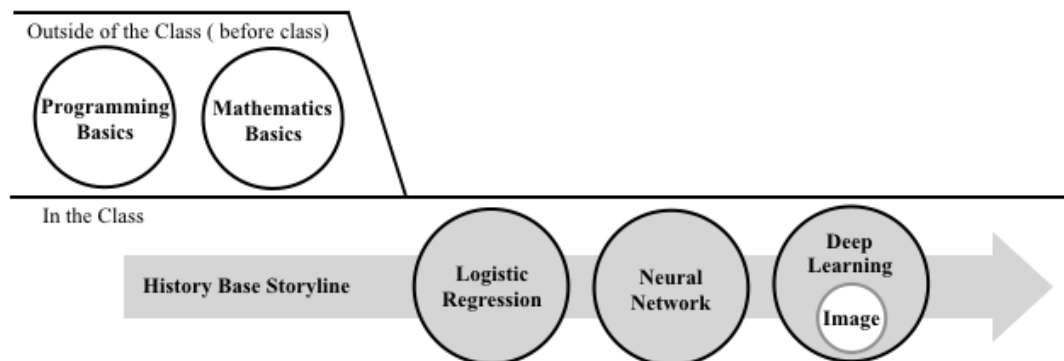 Outside of the Class ( before class)
Programming
Basics
Mathematics
Basics
In the Class
History Base Storyline
Logistic
Regression
Neural
Network
Deep
Learning
Image